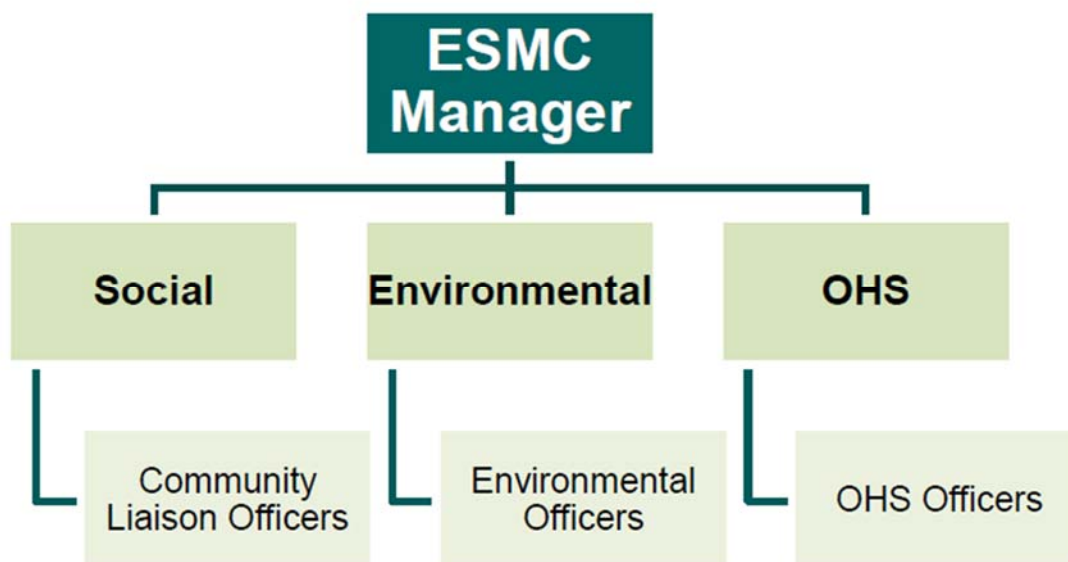 ESMC
Manager
Social
Environmental
OHS
Community
Liaison Officers
Environmental
Officers
OHS Officers